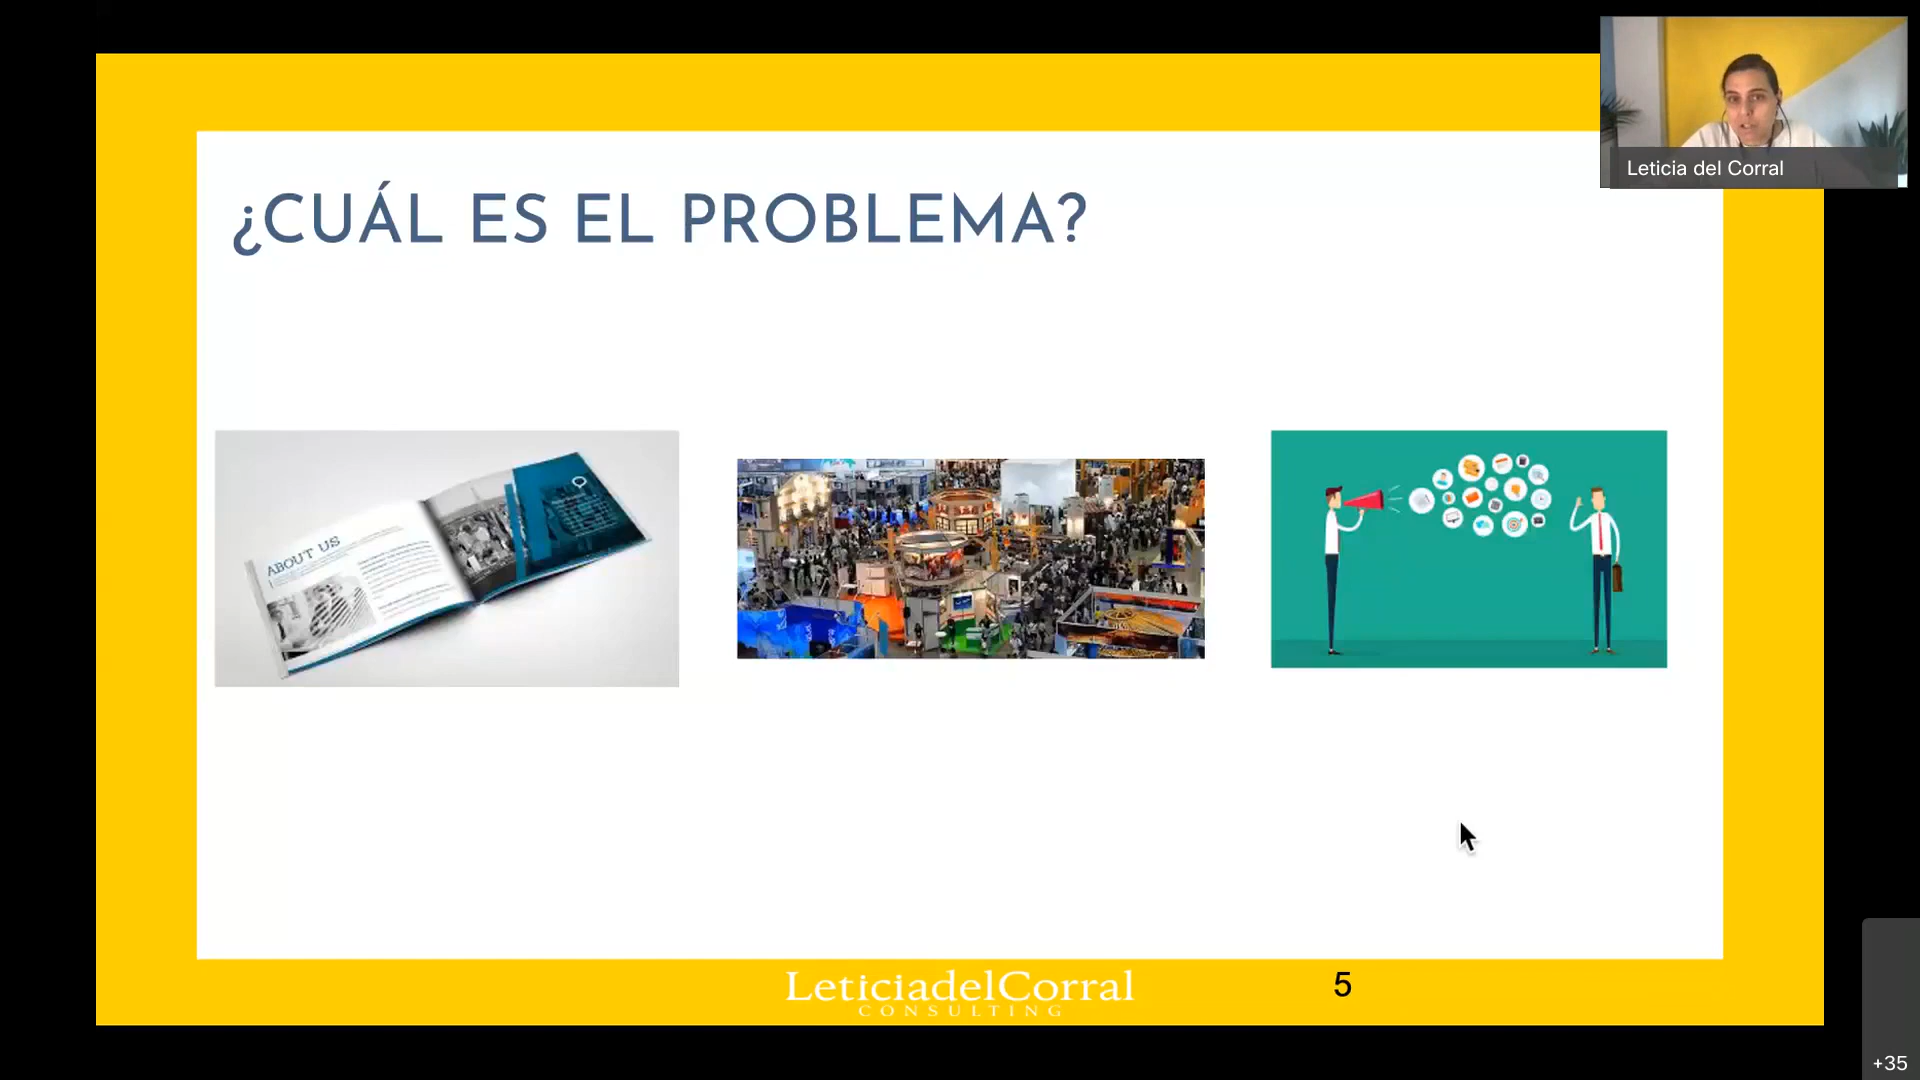 Leticia del Corral
¿CUÁL ES EL PROBLEMA?
ABOUT US
LeticiadelCorral
CONSULTING
5
+35